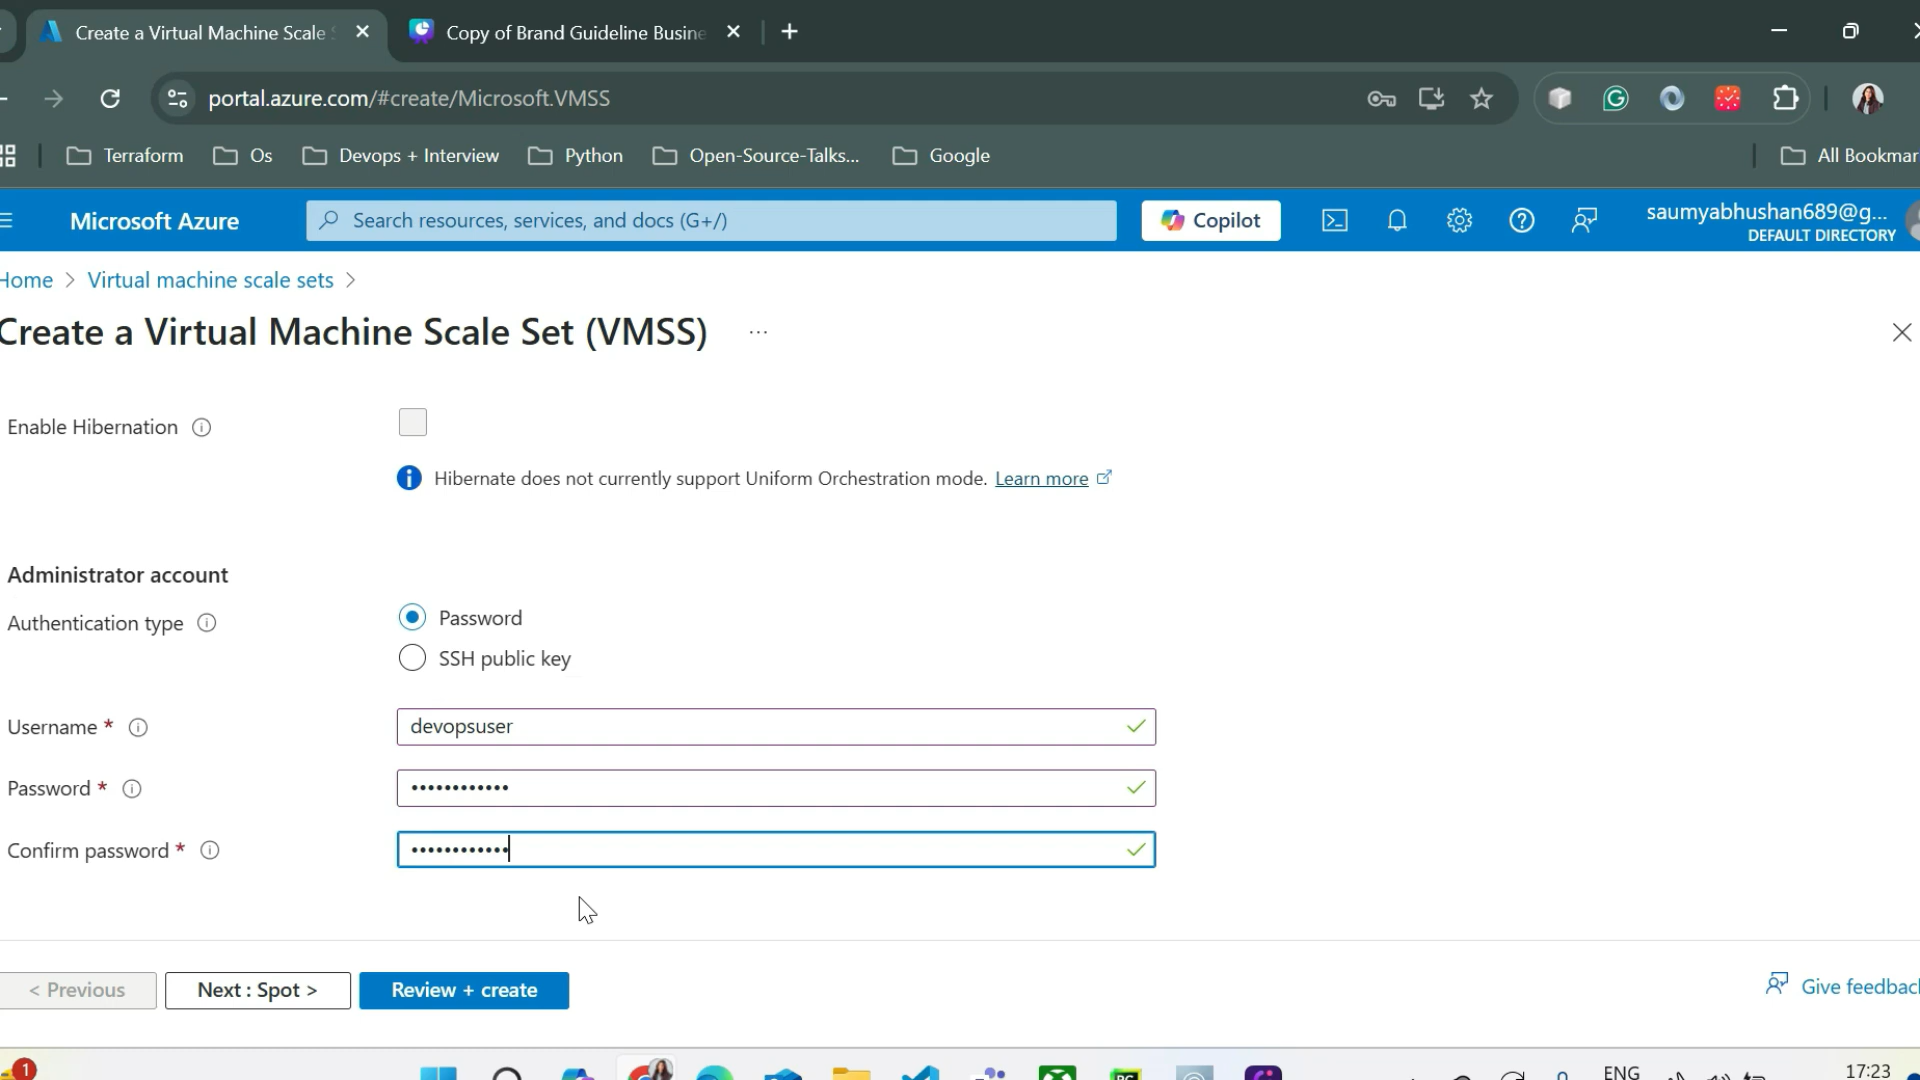 Create a Virtual Machine Scale
Copy of Brand Guideline Busine
portal.azure.com/#create/Microsoft.VMSS
Terraform
Os
Devops + Interview
Python
Open-Source-Talks...
Google
All Bookmar
Microsoft Azure
Search resources, services, and docs (G+/)
Copilot
saumyabhushan689@g...
DEFAULT DIRECTORY
Home > Virtual machine scale sets >
Create a Virtual Machine Scale Set (VMSS) ...
Enable Hibernation
Hibernate does not currently support Uniform Orchestration mode. Learn more
Administrator account
Authentication type
Password
SSH public key
Username *
devopsuser
Password *
••••••••••••
Confirm password *
••••••••••••
< Previous
Next : Spot >
Review + create
Give feedback
1
ENG
17:23